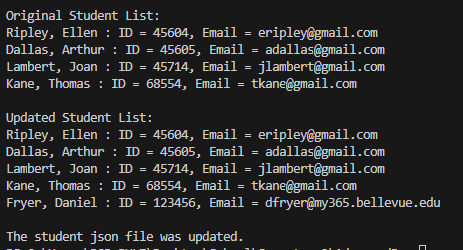 Original Student List:
Ripley, Ellen : ID = 45604, Email = eripley@gmail.com
Dallas, Arthur : ID = 45605, Email = adallas@gmail.com
Lambert, Joan : ID = 45714, Email = jlambert@gmail.com
Kane, Thomas : ID = 68554, Email = tkane@gmail.com
Updated Student List:
Ripley, Ellen : ID = 45604, Email = eripley@gmail.com
Dallas, Arthur : ID = 45605, Email = adallas@gmail.com
Lambert, Joan : ID = 45714, Email = jlambert@gmail.com
Kane, Thomas : ID = 68554, Email = tkane@gmail.com
Fryer, Daniel : ID = 123456, Email = dfryer@my365.bellevue.edu
The student json file was updated.